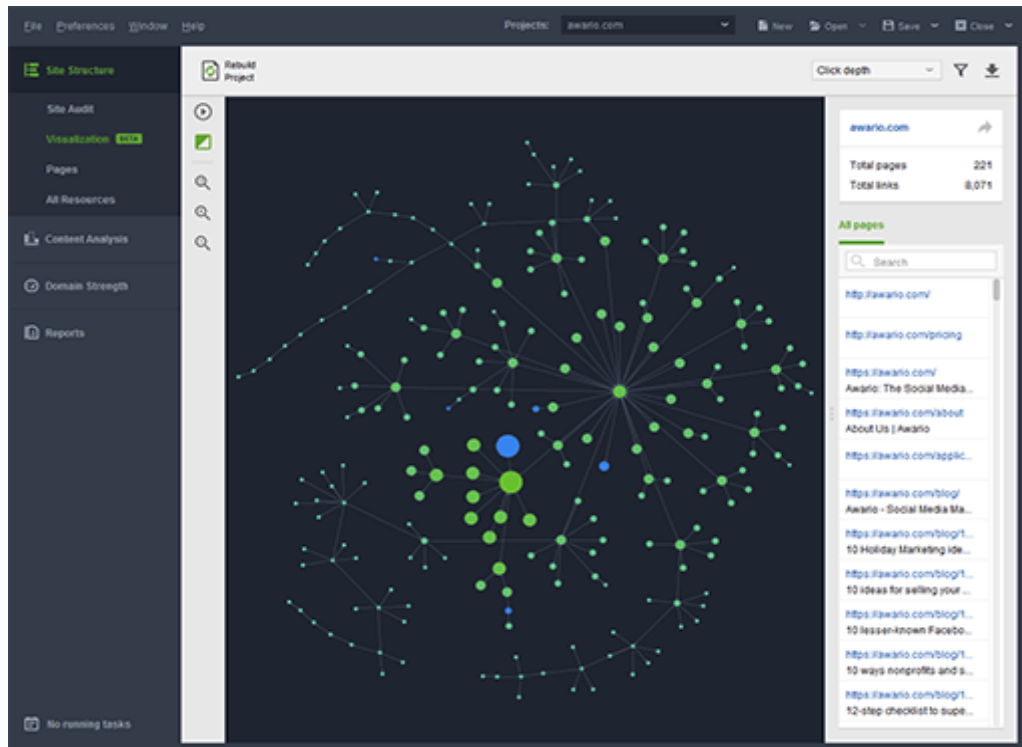 File Preferences Window Help Projects: awario.com New Open Save Close
Site Structure
Site Audit
Visualization BETA
Pages
All Resources
Content Analysis
Domain Strength
Reports
No running tasks
Rebuild
Project
Click depth
awario.com
Total pages 221
Total links 8,071
All pages
Search
http://awario.com/
http://awario.com/pricing
https://awario.com/
Awario: The Social Media...
https://awario.com/about
About Us | Awario
https://awario.com/applic...
https://awario.com/blog/
Awario - Social Media Ma...
https://awario.com/blog/1...
10 Holiday Marketing ide...
https://awario.com/blog/1...
10 ideas for selling your ...
https://awario.com/blog/1...
10 lesser-known Facebo...
https://awario.com/blog/1...
10 ways nonprofits and s...
https://awario.com/blog/1...
12-step checklist to supe...